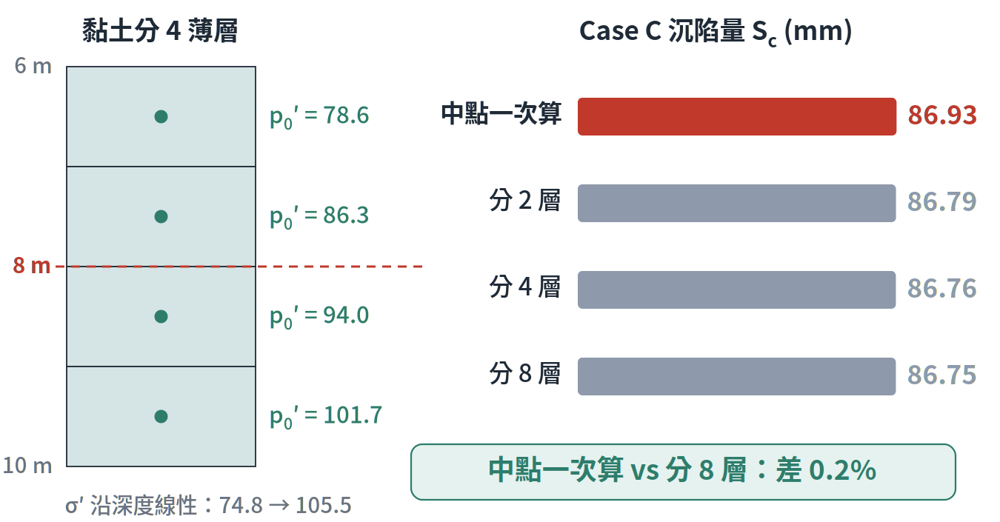 黏土分 4 薄層
6 m
p₀′ = 78.6
p₀′ = 86.3
8 m
p₀′ = 94.0
p₀′ = 101.7
10 m
σ′ 沿深度線性：74.8 → 105.5
Case C 沉陷量 S꜀ (mm)
中點一次算 86.93
分 2 層 86.79
分 4 層 86.76
分 8 層 86.75
中點一次算 vs 分 8 層：差 0.2%